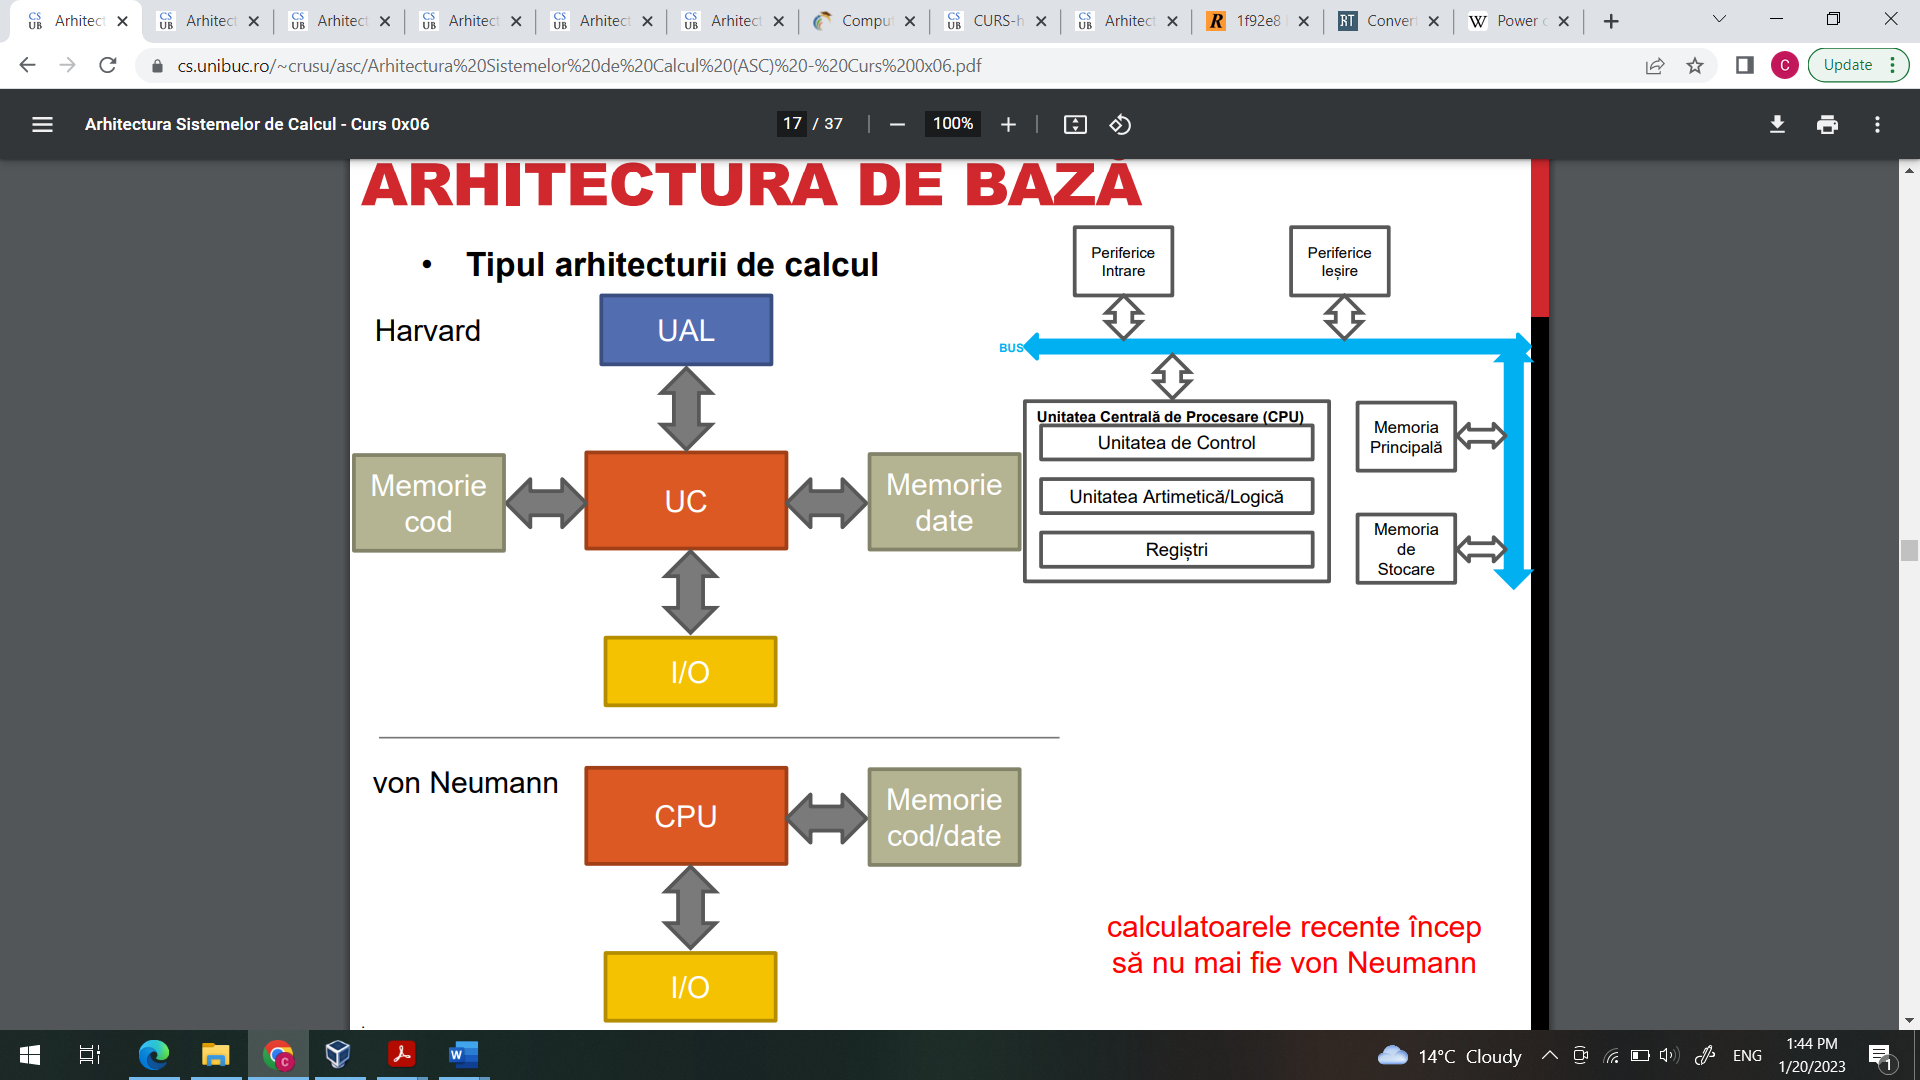 Arhitect
Arhitect
Arhitect
Arhitect
Arhitect
Arhitect
Comput
CURS-h
Arhitect
1f92e8
Convert
Power o
cs.unibuc.ro/~crusu/asc/Arhitectura%20Sistemelor%20de%20Calcul%20(ASC)%20-%20Curs%200x06.pdf
C
Update
Arhitectura Sistemelor de Calcul - Curs 0x06
17 / 37
100%
ARHITECTURA DE BAZĂ
• Tipul arhitecturii de calcul
Harvard
UAL
Memorie
cod
UC
Memorie
date
I/O
Periferice
Intrare
Periferice
Ieșire
BUS
Unitatea Centrală de Procesare (CPU)
Unitatea de Control
Unitatea Artimetică/Logică
Regiștri
Memoria
Principală
Memoria
de
Stocare
von Neumann
CPU
Memorie
cod/date
I/O
calculatoarele recente încep
să nu mai fie von Neumann
14°C Cloudy
ENG
1:44 PM
1/20/2023
1